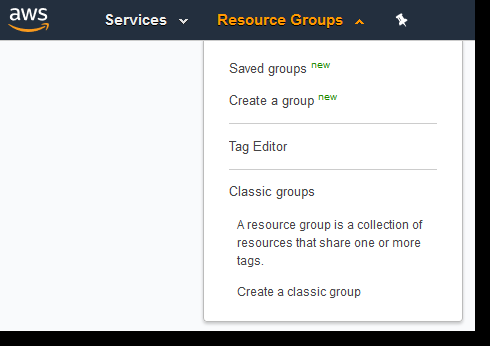 aws
Services
Resource Groups
Saved groups new
Create a group new
Tag Editor
Classic groups
A resource group is a collection of
resources that share one or more
tags.
Create a classic group